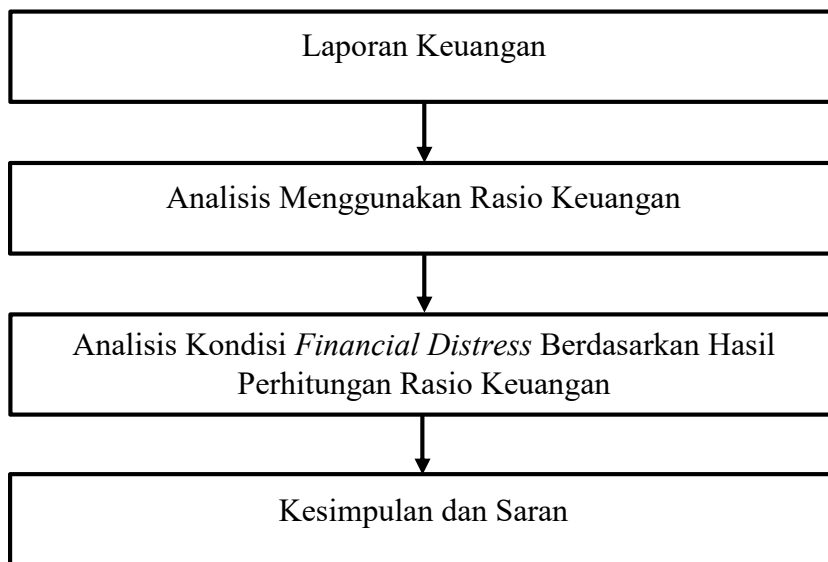 Laporan Keuangan
Analisis Menggunakan Rasio Keuangan
Analisis Kondisi Financial Distress Berdasarkan Hasil
Perhitungan Rasio Keuangan
Kesimpulan dan Saran